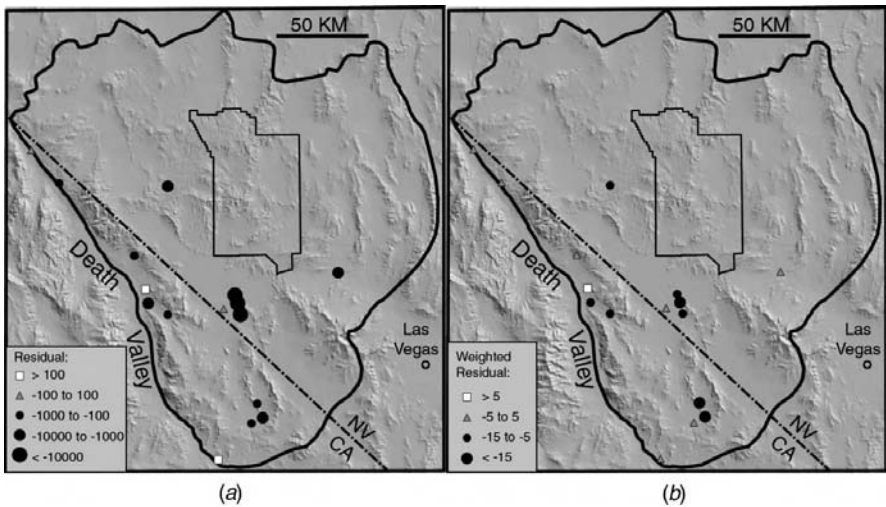 50 KM
Death
Valley
Las
Vegas
NV
CA
Residual:
> 100
-100 to 100
-1000 to -100
-10000 to -1000
< -10000
(a)
50 KM
Death
Valley
Las
Vegas
NV
CA
Weighted
Residual:
> 5
-5 to 5
-15 to -5
< -15
(b)